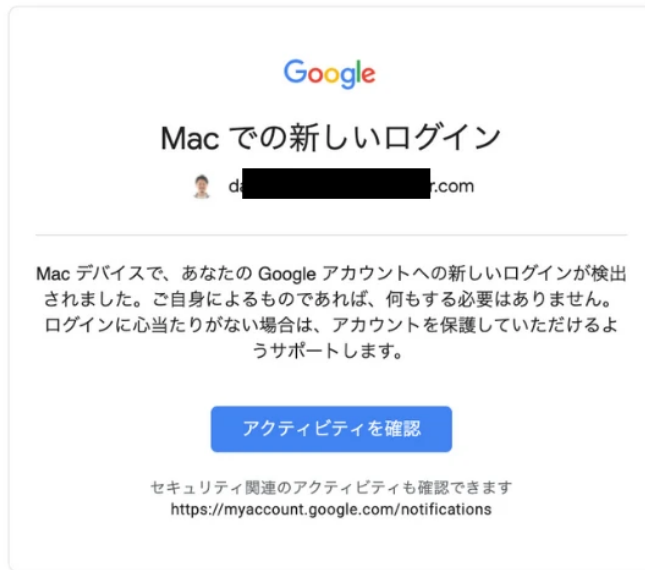 Google
Mac での新しいログイン
r.com
Mac デバイスで、あなたの Google アカウントへの新しいログインが検出
されました。ご自身によるものであれば、何もする必要はありません。
ログインに心当たりがない場合は、アカウントを保護していただけるよ
うサポートします。
アクティビティを確認
セキュリティ関連のアクティビティも確認できます
https://myaccount.google.com/notifications